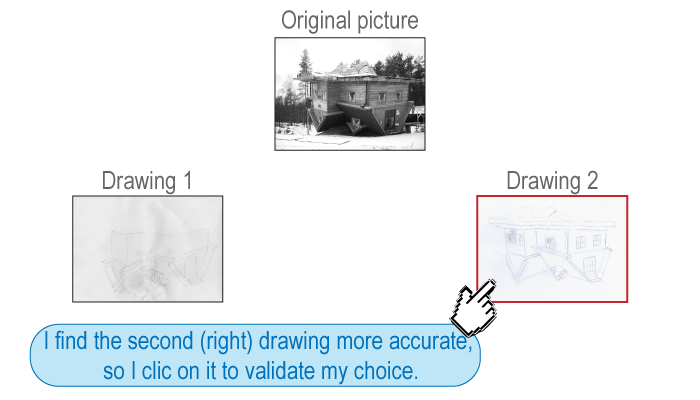 Original picture
Drawing 1
Drawing 2
I find the second (right) drawing more accurate,
so I clic on it to validate my choice.